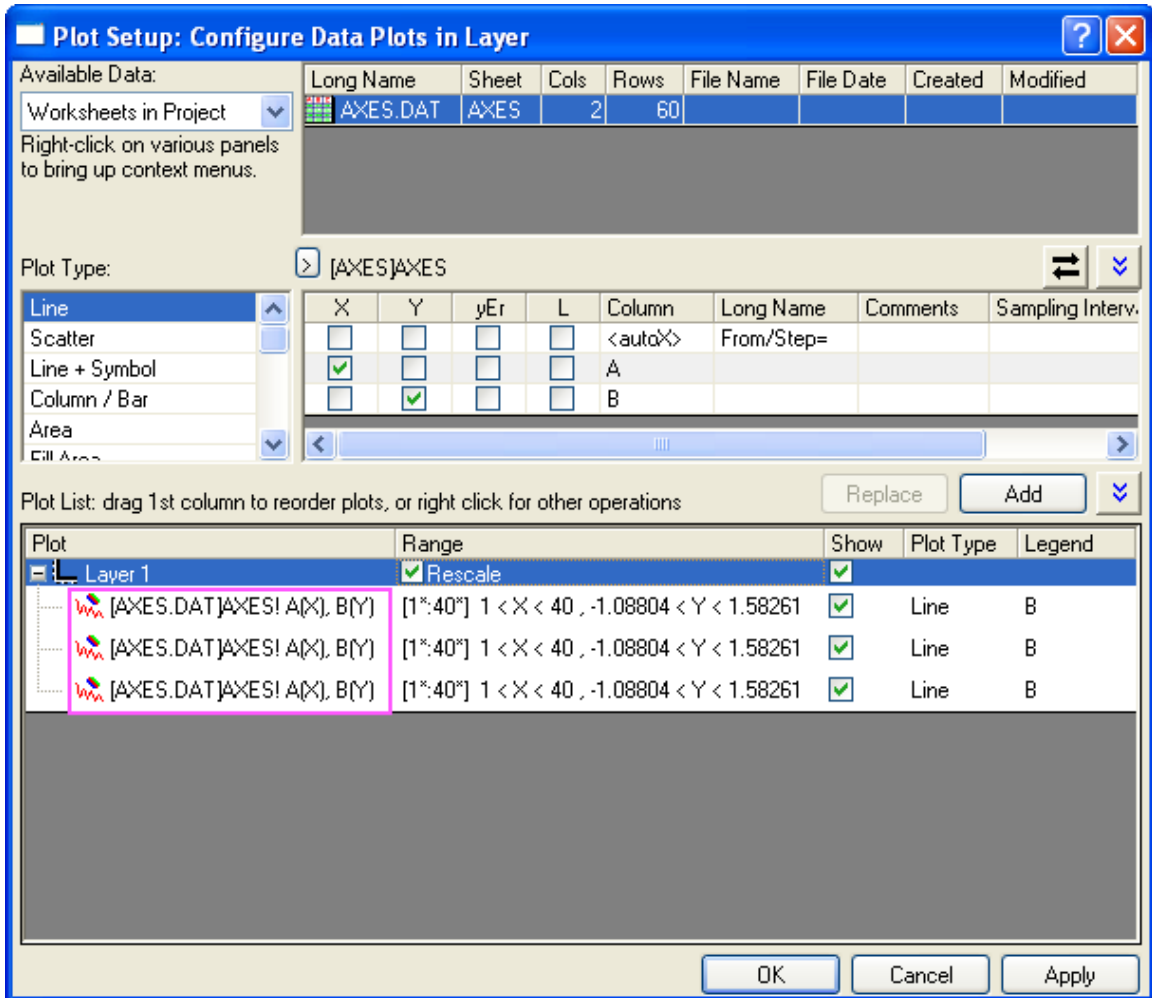 Plot Setup: Configure Data Plots in Layer
Available Data:
Worksheets in Project
Right-click on various panels
to bring up context menus.
Long Name Sheet Cols Rows File Name File Date Created Modified
AXES.DAT AXES 2 60
Plot Type:
> [AXES]AXES
Line
Scatter
Line + Symbol
Column / Bar
Area
Fill Area
X Y yEr L Column Long Name Comments Sampling Interv
<autoX> From/Step=
A
B
Plot List: drag 1st column to reorder plots, or right click for other operations
Replace Add
Plot Range Show Plot Type Legend
Layer 1 Rescale
[AXES.DAT]AXES! A(X), B(Y) [1*:40*] 1 < X < 40 , -1.08804 < Y < 1.58261 Line B
[AXES.DAT]AXES! A(X), B(Y) [1*:40*] 1 < X < 40 , -1.08804 < Y < 1.58261 Line B
[AXES.DAT]AXES! A(X), B(Y) [1*:40*] 1 < X < 40 , -1.08804 < Y < 1.58261 Line B
OK Cancel Apply